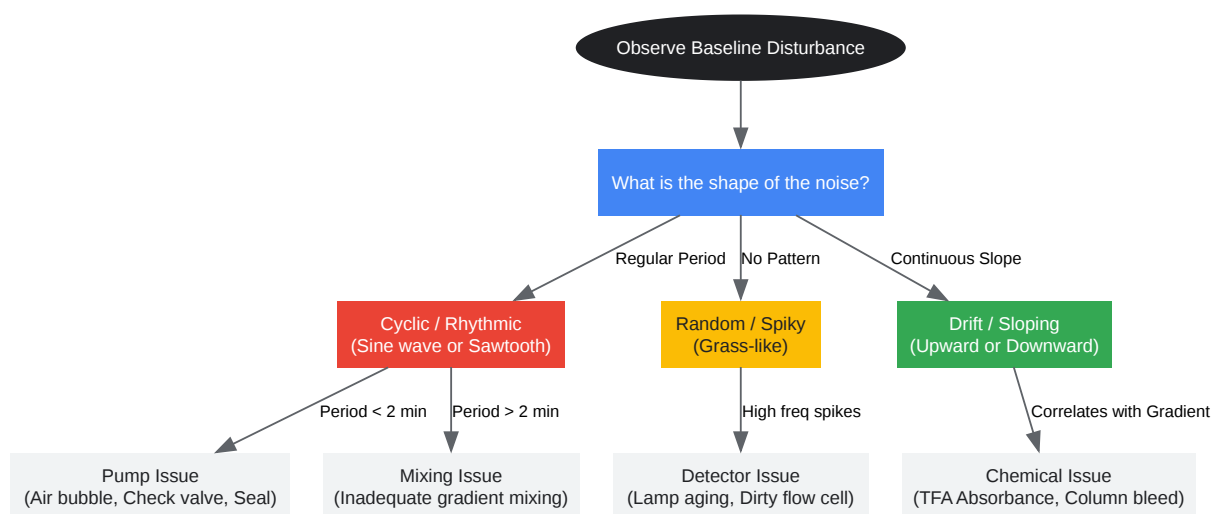 Observe Baseline Disturbance
What is the shape of the noise?
Regular Period
No Pattern
Continuous Slope
Cyclic / Rhythmic
(Sine wave or Sawtooth)
Random / Spiky
(Grass-like)
Drift / Sloping
(Upward or Downward)
Period < 2 min
Period > 2 min
High freq spikes
Correlates with Gradient
Pump Issue
(Air bubble, Check valve, Seal)
Mixing Issue
(Inadequate gradient mixing)
Detector Issue
(Lamp aging, Dirty flow cell)
Chemical Issue
(TFA Absorbance, Column bleed)